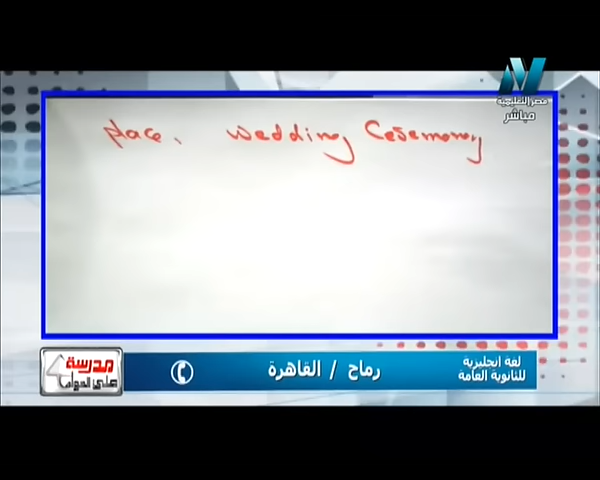 مصر التعليمية
مباشر
place, wedding Ceremony
لغة انجليزية
للثانوية العامة
رماح / القاهرة
مدرسة
على الهواء